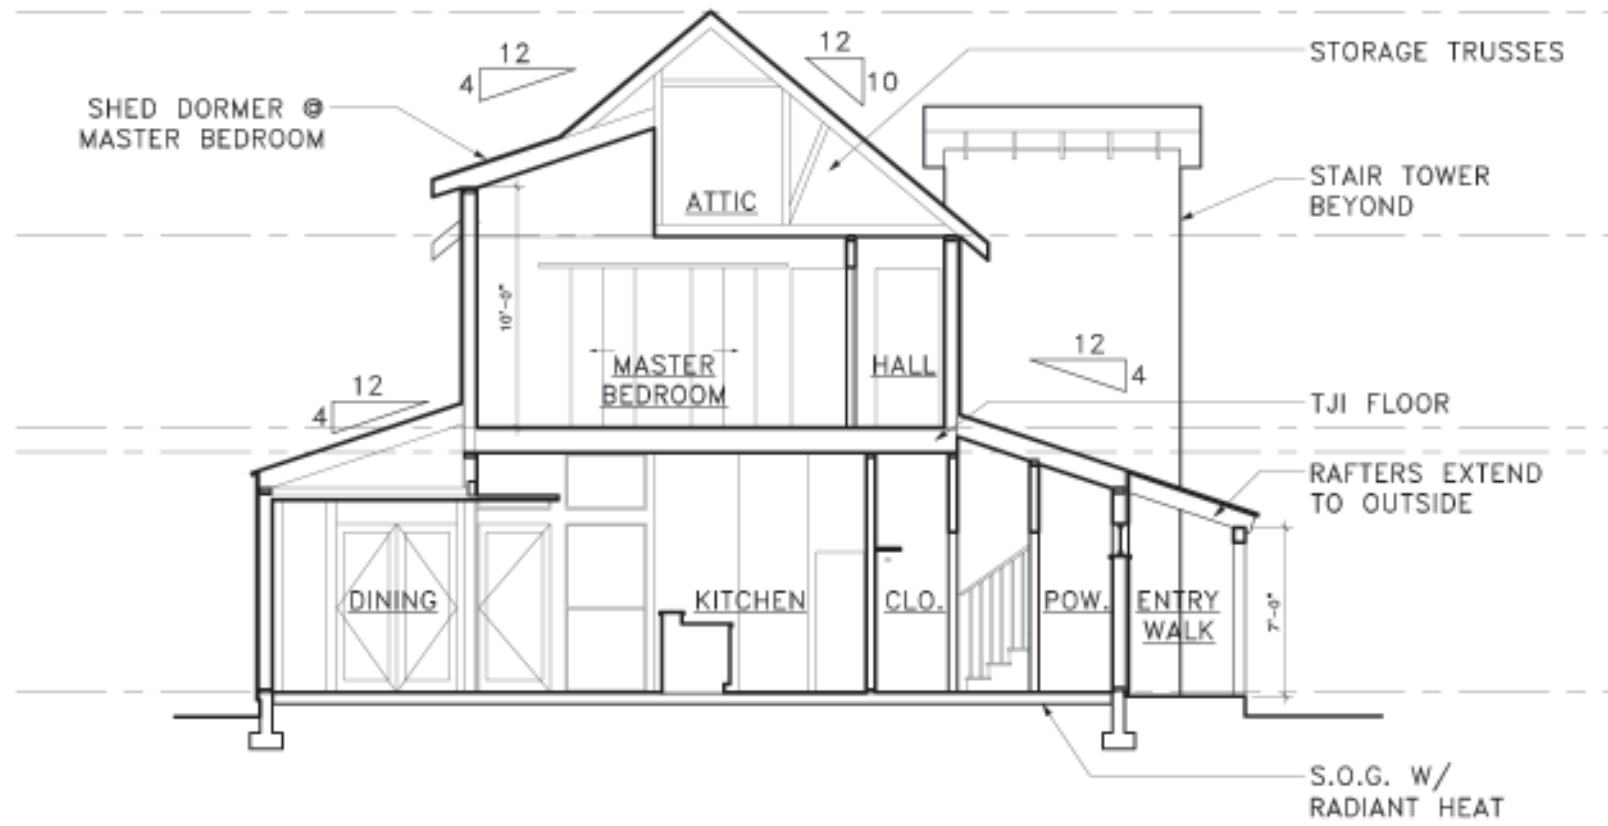 12
4
12
10
STORAGE TRUSSES
SHED DORMER @
MASTER BEDROOM
ATTIC
STAIR TOWER
BEYOND
10'-0"
MASTER
BEDROOM
HALL
12
4
12
4
TJI FLOOR
RAFTERS EXTEND
TO OUTSIDE
DINING
KITCHEN
CLO.
POW.
ENTRY
WALK
7'-0"
S.O.G. W/
RADIANT HEAT